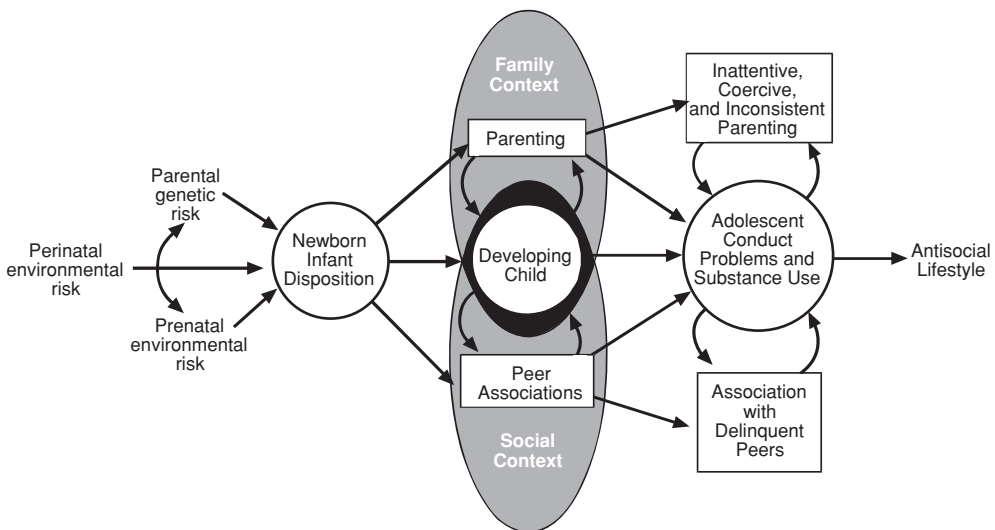 Perinatal
environmental
risk
Parental
genetic
risk
Prenatal
environmental
risk
Newborn
Infant
Disposition
Family
Context
Parenting
Developing
Child
Peer
Associations
Social
Context
Inattentive,
Coercive,
and Inconsistent
Parenting
Adolescent
Conduct
Problems and
Substance Use
Association
with
Delinquent
Peers
Antisocial
Lifestyle